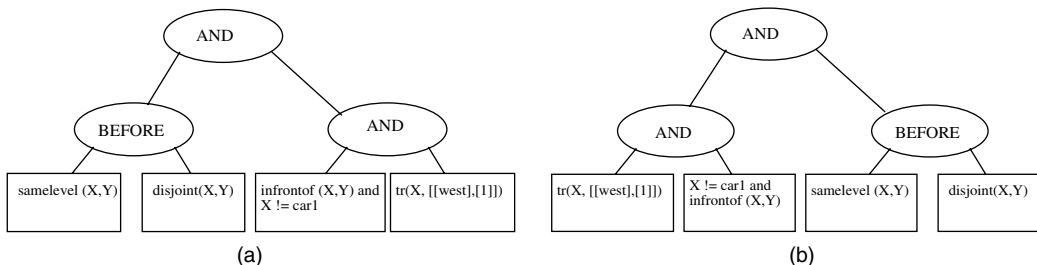 AND
BEFORE
AND
samelevel (X,Y)
disjoint(X,Y)
infrontof (X,Y) and
X != car1
tr(X, [[west],[1]])
(a)
AND
AND
BEFORE
tr(X, [[west],[1]])
X != car1 and
infrontof (X,Y)
samelevel (X,Y)
disjoint(X,Y)
(b)